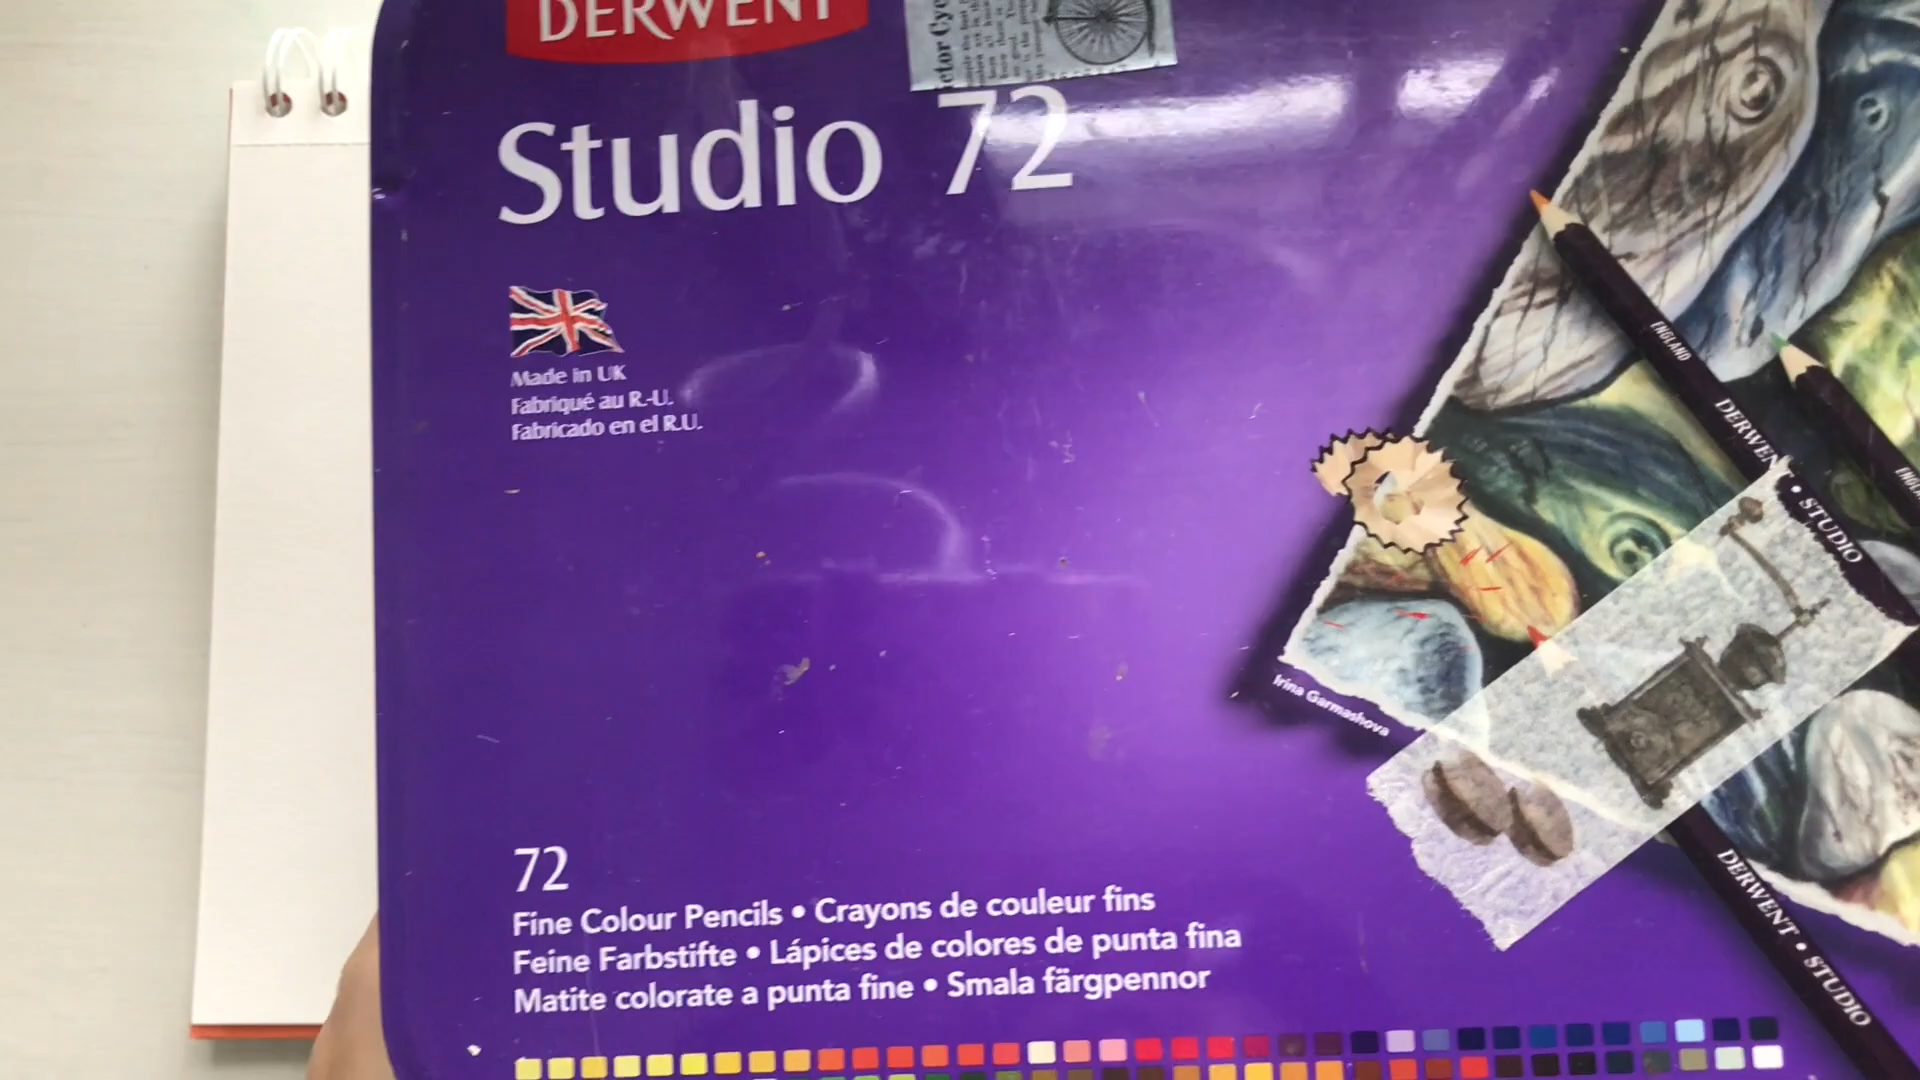 DERWENT
Studio 72
Made in UK
Fabriqué au R.-U.
Fabricado en el R.U.
ENGLAND
DERWENT • STUDIO
Irina Garmashova
DERWENT • STUDIO
72
Fine Colour Pencils • Crayons de couleur fins
Feine Farbstifte • Lápices de colores de punta fina
Matite colorate a punta fine • Smala färgpennor